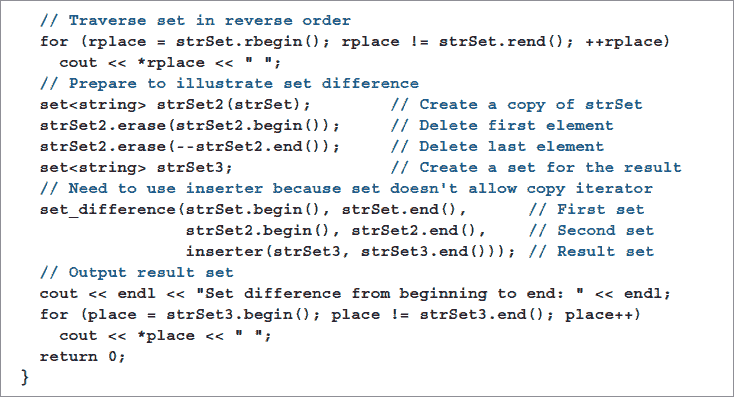 // Traverse set in reverse order
for (rplace = strSet.rbegin(); rplace != strSet.rend(); ++rplace)
  cout << *rplace << " ";
// Prepare to illustrate set difference
set<string> strSet2(strSet);        // Create a copy of strSet
strSet2.erase(strSet2.begin());     // Delete first element
strSet2.erase(--strSet2.end());     // Delete last element
set<string> strSet3;                // Create a set for the result
// Need to use inserter because set doesn't allow copy iterator
set_difference(strSet.begin(), strSet.end(),      // First set
               strSet2.begin(), strSet2.end(),    // Second set
               inserter(strSet3, strSet3.end())); // Result set
// Output result set
cout << endl << "Set difference from beginning to end: " << endl;
for (place = strSet3.begin(); place != strSet3.end(); place++)
  cout << *place << " ";
return 0;
}